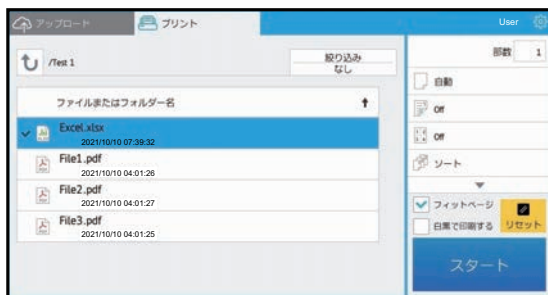 アップロード
プリント
User
/Test 1
絞り込み
なし
ファイルまたはフォルダー名
Excel.xlsx
2021/10/10 07:39:32
File1.pdf
2021/10/10 04:01:26
File2.pdf
2021/10/10 04:01:27
File3.pdf
2021/10/10 04:01:25
部数 1
自動
Off
Off
ソート
フィットページ
白黒で印刷する
リセット
スタート